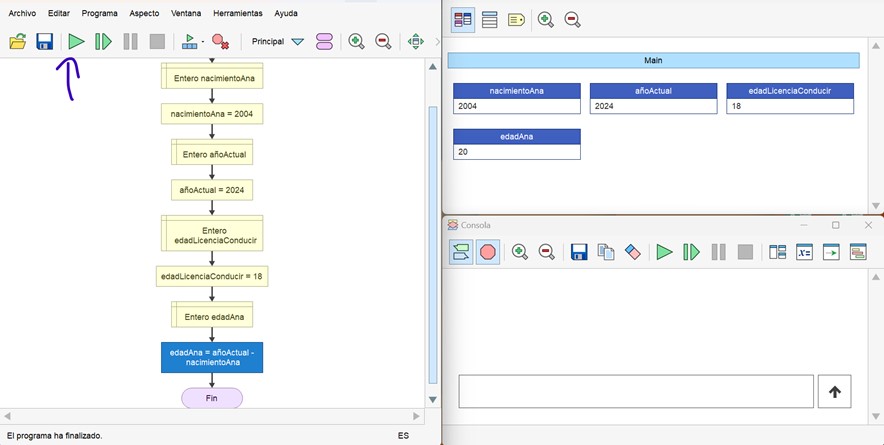 Archivo Editar Programa Aspecto Ventana Herramientas Ayuda
Principal
Entero nacimientoAna
nacimientoAna = 2004
Entero añoActual
añoActual = 2024
Entero
edadLicenciaConducir
edadLicenciaConducir = 18
Entero edadAna
edadAna = añoActual -
nacimientoAna
Fin
El programa ha finalizado. ES
Main
nacimientoAna añoActual edadLicenciaConducir
2004 2024 18
edadAna
20
Consola
X=